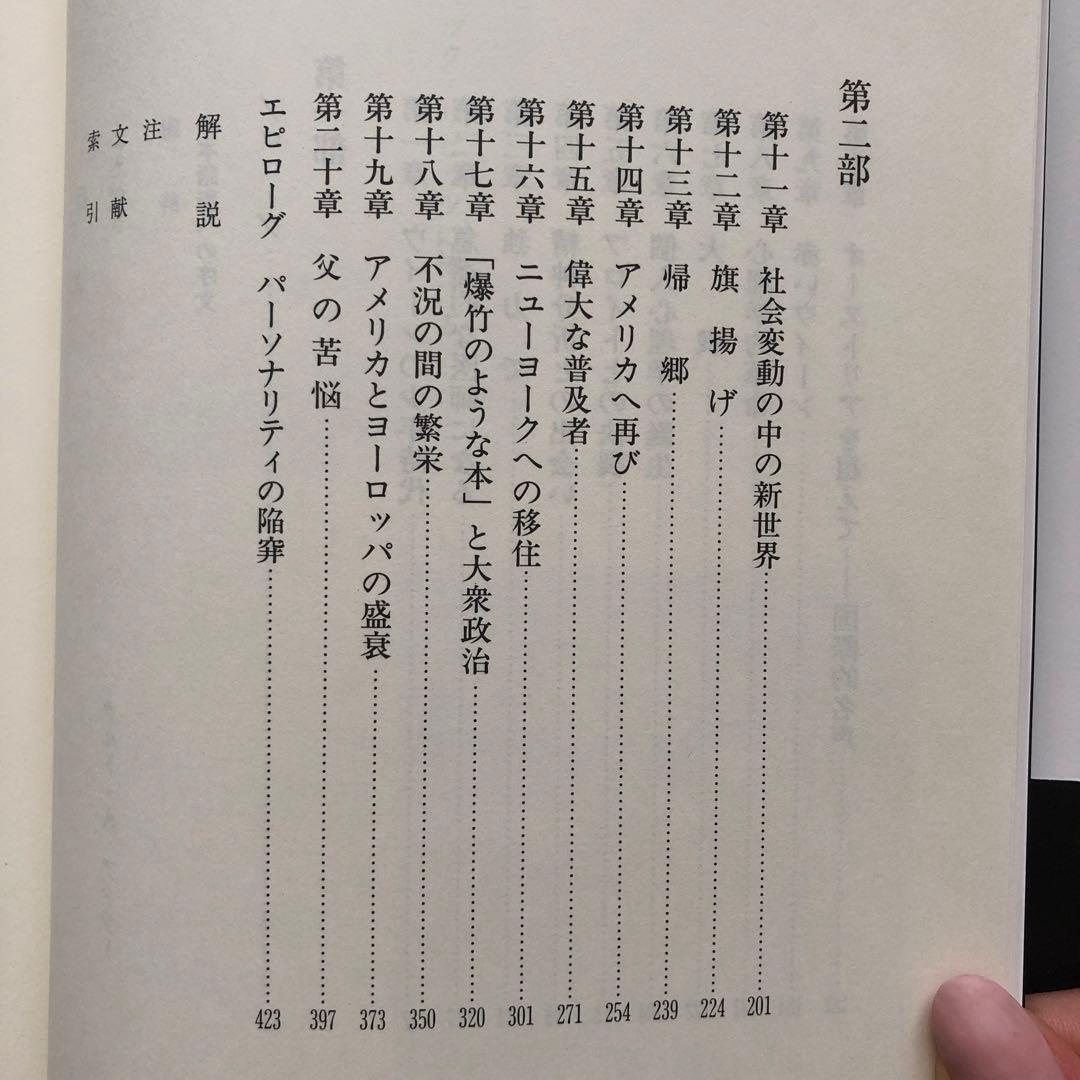 第二部
第十一章 社会変動の中の新世界 201
第十二章 旗揚げ 224
第十三章 帰郷 239
第十四章 アメリカへ再び 254
第十五章 偉大な普及者 271
第十六章 ニューヨークへの移住 301
第十七章 「爆竹のような本」と大衆政治 320
第十八章 不況の間の繁栄 350
第十九章 アメリカとヨーロッパの盛衰 373
第二十章 父の苦悩 397
エピローグ パーソナリティの陥穽 423
解説
注
文献
索引